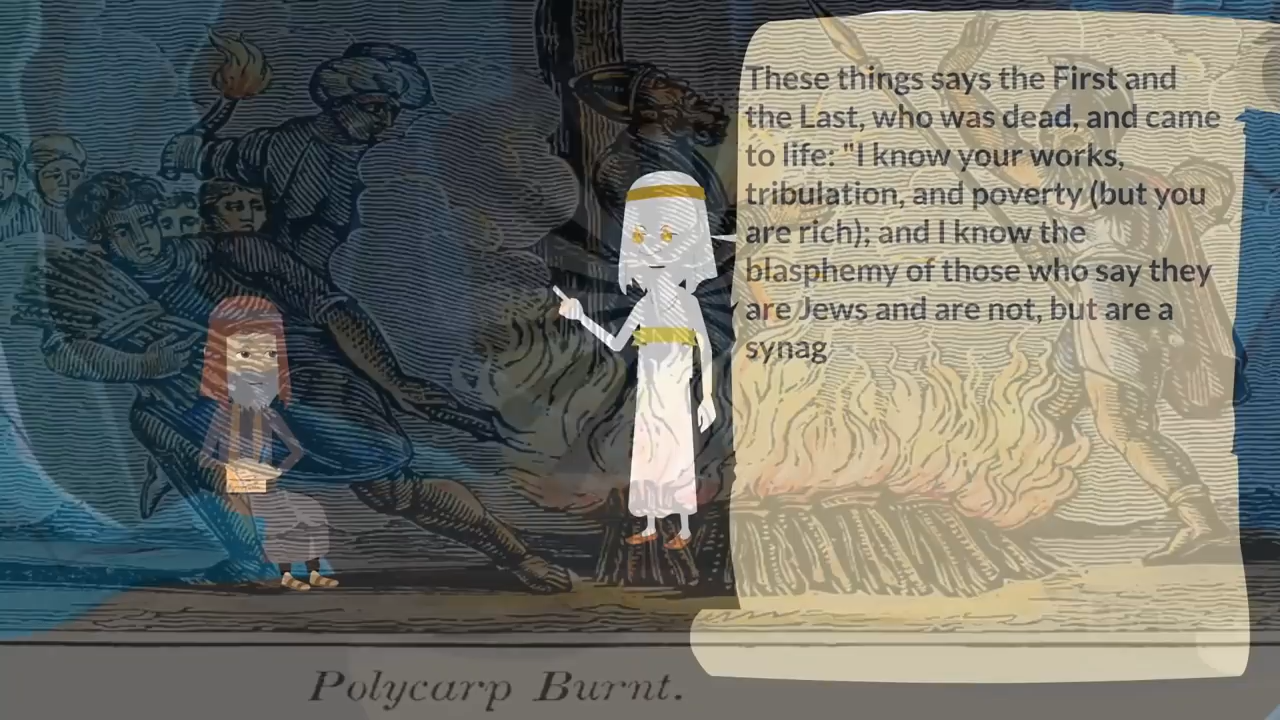 These things says the First and
the Last, who was dead, and came
to life: "I know your works,
tribulation, and poverty (but you
are rich); and I know the
blasphemy of those who say they
are Jews and are not, but are a
synag
Polycarp Burnt.